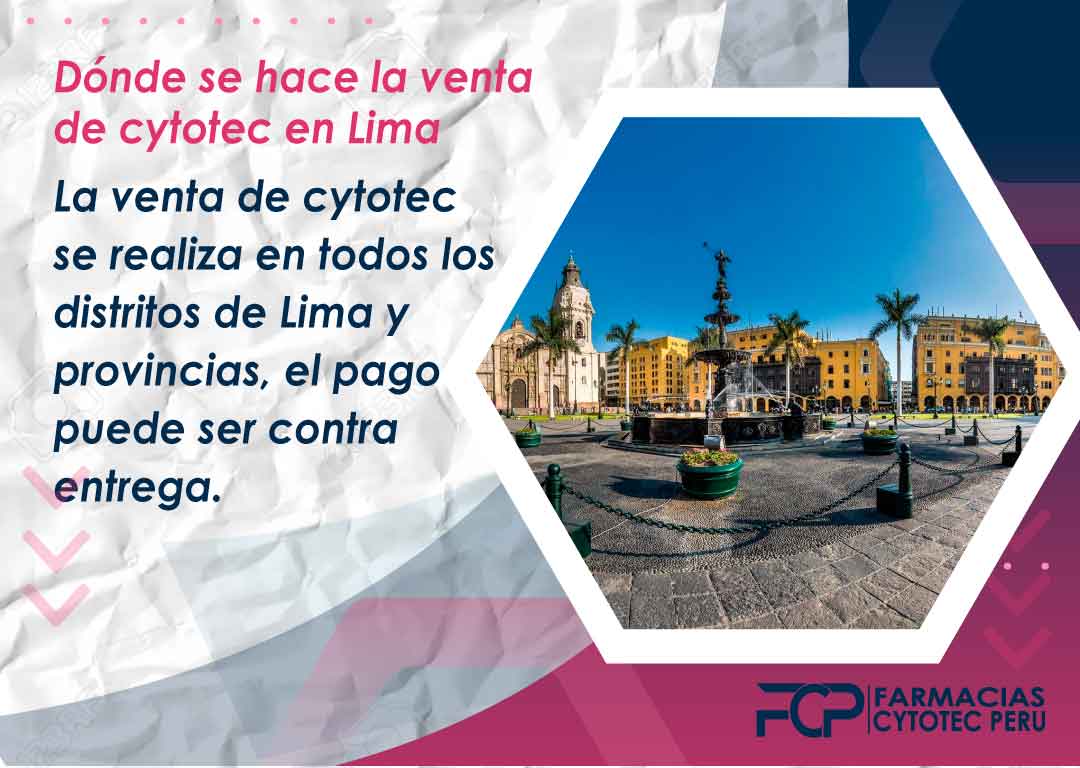 Dónde se hace la venta
de cytotec en Lima
La venta de cytotec
se realiza en todos los
distritos de Lima y
provincias, el pago
puede ser contra
entrega.
FCP
FARMACIAS
CYTOTEC PERU